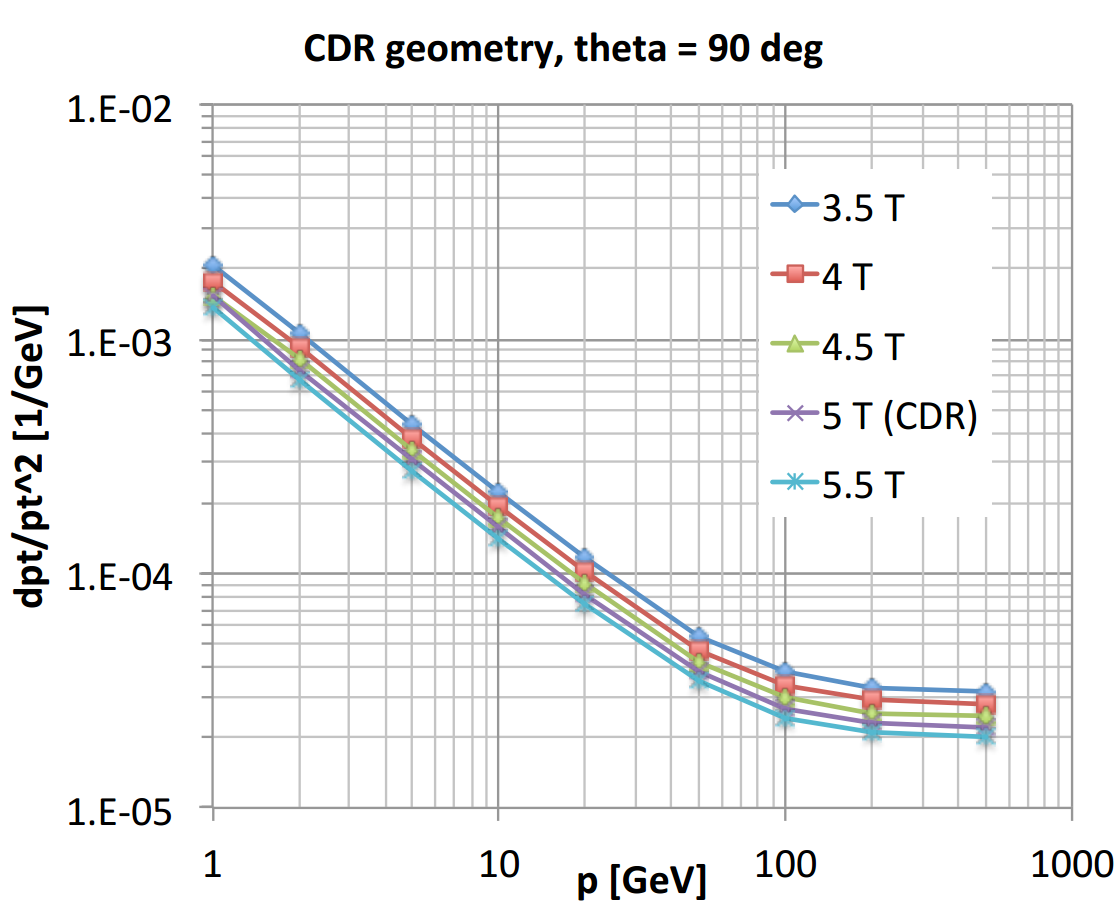 CDR geometry, theta = 90 deg
1.E-02
1.E-03
1.E-04
1.E-05
dpt/pt^2 [1/GeV]
3.5 T
4 T
4.5 T
5 T (CDR)
5.5 T
1 10 100 1000
p [GeV]